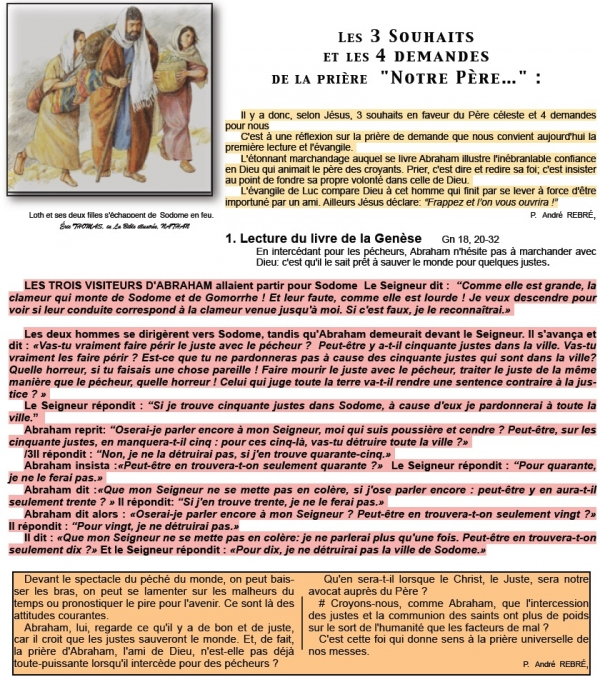 LES 3 SOUHAITS
ET LES 4 DEMANDES
DE LA PRIÈRE "NOTRE PÈRE..." :
Il y a donc, selon Jésus, 3 souhaits en faveur du Père céleste et 4 demandes
pour nous
C'est à une réflexion sur la prière de demande que nous convient aujourd'hui la
première lecture et l'évangile.
L'étonnant marchandage auquel se livre Abraham illustre l'inébranlable confiance
en Dieu qui animait le père des croyants. Prier, c'est dire et redire sa foi; c'est insister
au point de fondre sa propre volonté dans celle de Dieu.
L'évangile de Luc compare Dieu à cet homme qui finit par se lever à force d'être
importuné par un ami. Ailleurs Jésus déclare: "Frappez et l'on vous ouvrira !"
P. André REBRÉ,
Loth et ses deux filles s'échappent de Sodome en feu.
Éric THOMAS, in La Bible illustrée, NATHAN
1. Lecture du livre de la Genèse Gn 18, 20-32
En intercédant pour les pécheurs, Abraham n'hésite pas à marchander avec
Dieu: c'est qu'il le sait prêt à sauver le monde pour quelques justes.
LES TROIS VISITEURS D'ABRAHAM allaient partir pour Sodome Le Seigneur dit : "Comme elle est grande, la
clameur qui monte de Sodome et de Gomorrhe ! Et leur faute, comme elle est lourde ! Je veux descendre pour
voir si leur conduite correspond à la clameur venue jusqu'à moi. Si c'est faux, je le reconnaîtrai.»
Les deux hommes se dirigèrent vers Sodome, tandis qu'Abraham demeurait devant le Seigneur. Il s'avança et
dit : «Vas-tu vraiment faire périr le juste avec le pécheur ? Peut-être y a-t-il cinquante justes dans la ville. Vas-tu
vraiment les faire périr ? Est-ce que tu ne pardonneras pas à cause des cinquante justes qui sont dans la ville?
Quelle horreur, si tu faisais une chose pareille ! Faire mourir le juste avec le pécheur, traiter le juste de la même
manière que le pécheur, quelle horreur ! Celui qui juge toute la terre va-t-il rendre une sentence contraire à la jus-
tice ? »
Le Seigneur répondit : "Si je trouve cinquante justes dans Sodome, à cause d'eux je pardonnerai à toute la
ville."
Abraham reprit: "Oserai-je parler encore à mon Seigneur, moi qui suis poussière et cendre ? Peut-être, sur les
cinquante justes, en manquera-t-il cinq : pour ces cinq-là, vas-tu détruire toute la ville ?»
/3Il répondit : "Non, je ne la détruirai pas, si j'en trouve quarante-cinq.»
Abraham insista :«Peut-être en trouvera-t-on seulement quarante ?» Le Seigneur répondit : "Pour quarante,
je ne le ferai pas.»
Abraham dit :«Que mon Seigneur ne se mette pas en colère, si j'ose parler encore : peut-être y en aura-t-il
seulement trente ? » Il répondit: "Si j'en trouve trente, je ne le ferai pas.»
Abraham dit alors : «Oserai-je parler encore à mon Seigneur ? Peut-être en trouvera-t-on seulement vingt ?»
Il répondit : "Pour vingt, je ne détruirai pas.»
Il dit : «Que mon Seigneur ne se mette pas en colère: je ne parlerai plus qu'une fois. Peut-être en trouvera-t-on
seulement dix ?» Et le Seigneur répondit : «Pour dix, je ne détruirai pas la ville de Sodome.»
Devant le spectacle du péché du monde, on peut bais-
ser les bras, on peut se lamenter sur les malheurs du
temps ou pronostiquer le pire pour l'avenir. Ce sont là des
attitudes courantes.
Abraham, lui, regarde ce qu'il y a de bon et de juste,
car il croit que les justes sauveront le monde. Et, de fait,
la prière d'Abraham, l'ami de Dieu, n'est-elle pas déjà
toute-puissante lorsqu'il intercède pour des pécheurs ?
Qu'en sera-t-il lorsque le Christ, le Juste, sera notre
avocat auprès du Père ?
# Croyons-nous, comme Abraham, que l'intercession
des justes et la communion des saints ont plus de poids
sur le sort de l'humanité que les facteurs de mal ?
C'est cette foi qui donne sens à la prière universelle de
nos messes.
P. André REBRÉ,